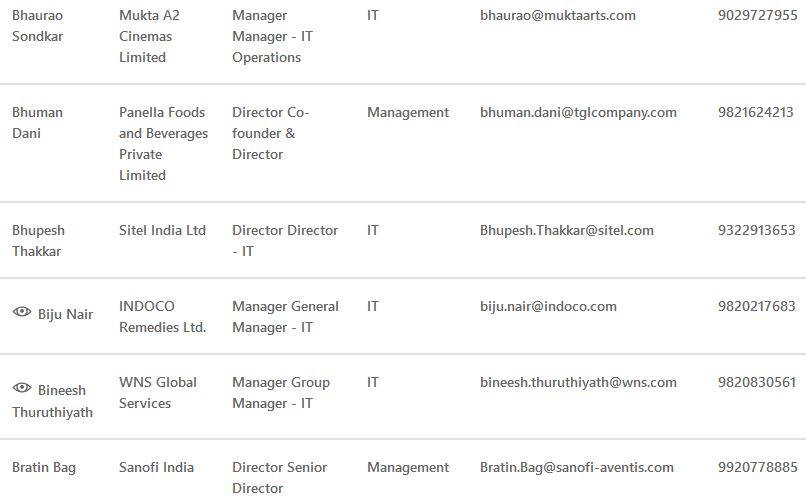 Bhaurao Sondkar Mukta A2 Cinemas Limited Manager Manager - IT Operations IT bhaurao@muktaarts.com 9029727955
Bhuman Dani Panella Foods and Beverages Private Limited Director Co-founder & Director Management bhuman.dani@tglcompany.com 9821624213
Bhupesh Thakkar Sitel India Ltd Director Director - IT IT Bhupesh.Thakkar@sitel.com 9322913653
Biju Nair INDOCO Remedies Ltd. Manager General Manager - IT IT biju.nair@indoco.com 9820217683
Bineesh Thuruthiyath WNS Global Services Manager Group Manager - IT IT bineesh.thuruthiyath@wns.com 9820830561
Bratin Bag Sanofi India Director Senior Director Management Bratin.Bag@sanofi-aventis.com 9920778885